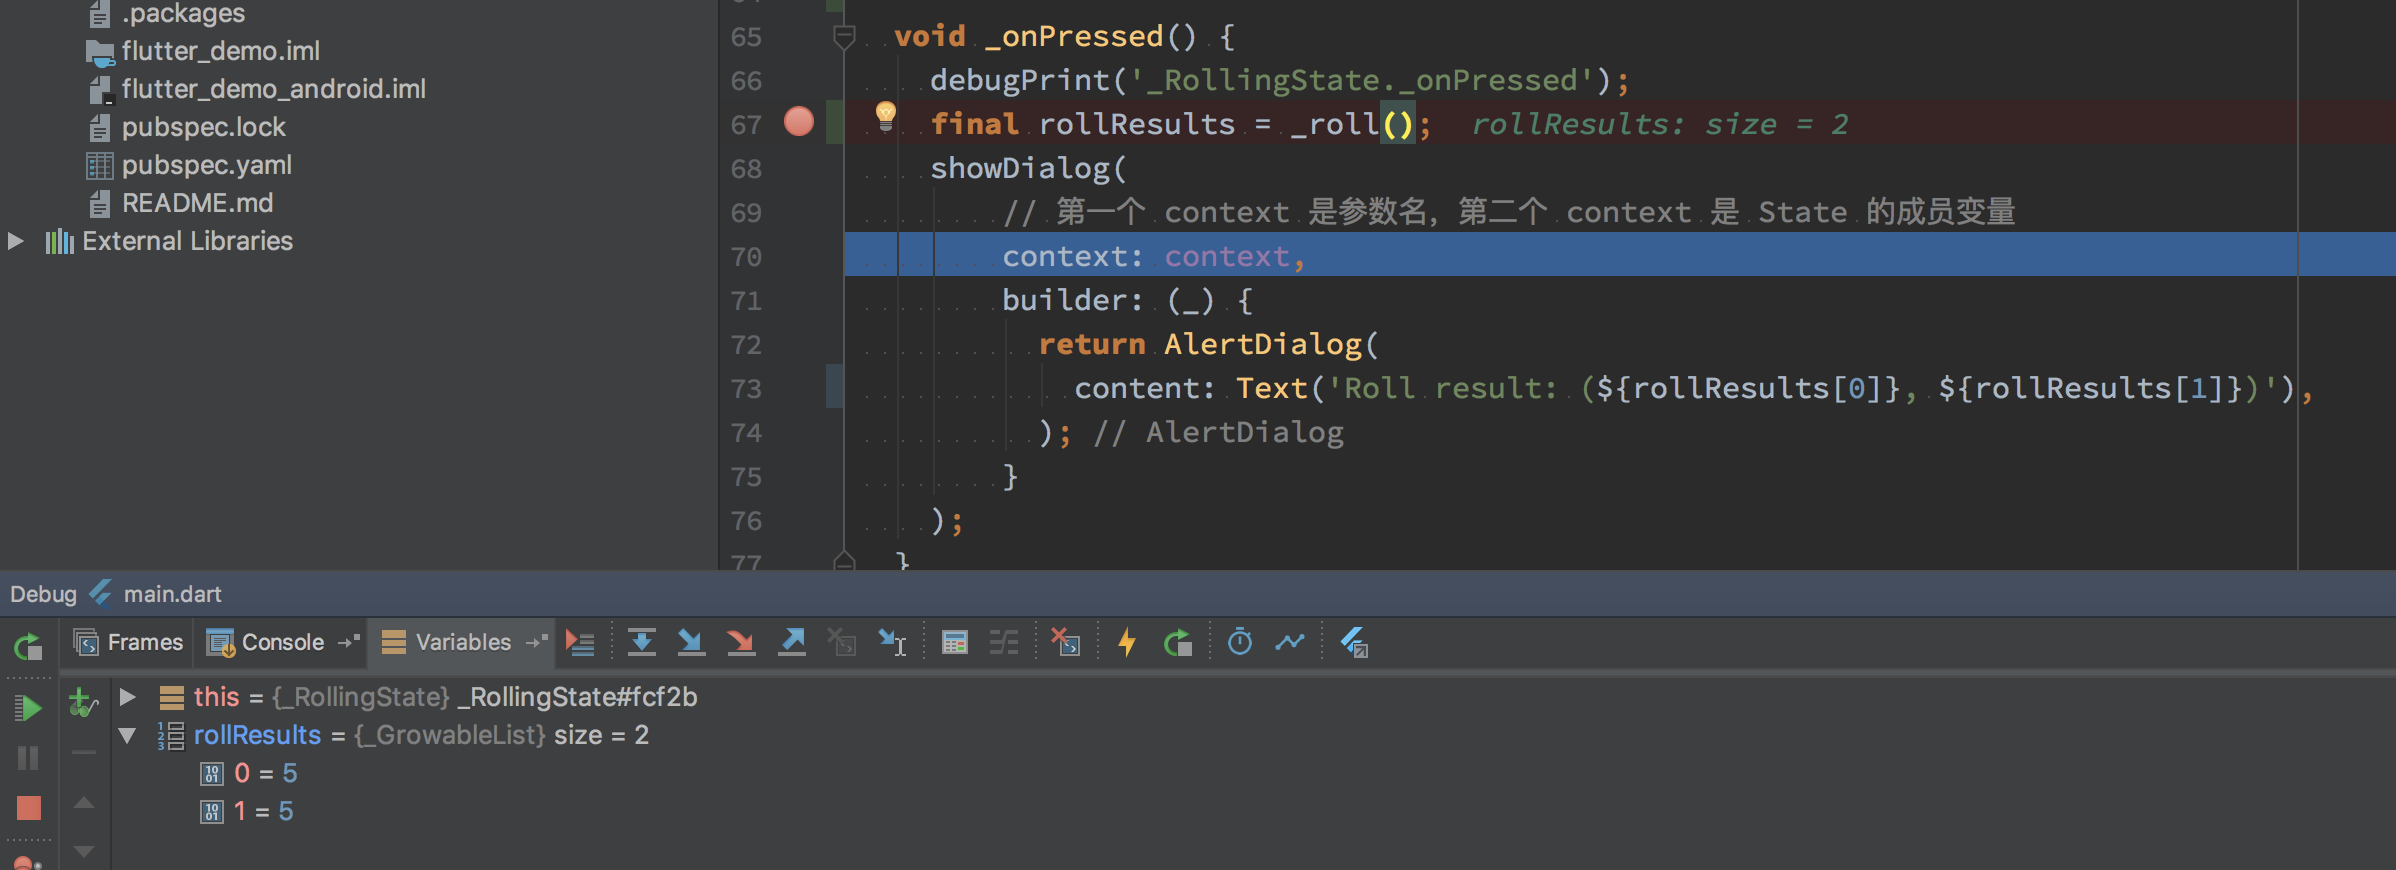 .packages
flutter_demo.iml
flutter_demo_android.iml
pubspec.lock
pubspec.yaml
README.md
External Libraries
65 void _onPressed() {
66 debugPrint('_RollingState._onPressed');
67 final rollResults = _roll(); rollResults: size = 2
68 showDialog(
69 // 第一个 context 是参数名, 第二个 context 是 State 的成员变量
70 context: context,
71 builder: (_) {
72 return AlertDialog(
73 content: Text('Roll result: (${rollResults[0]}, ${rollResults[1]})'),
74 ); // AlertDialog
75 }
76 );
77 }
Debug main.dart
Frames Console Variables
this = {_RollingState} _RollingState#fcf2b
rollResults = {_GrowableList} size = 2
0 = 5
1 = 5